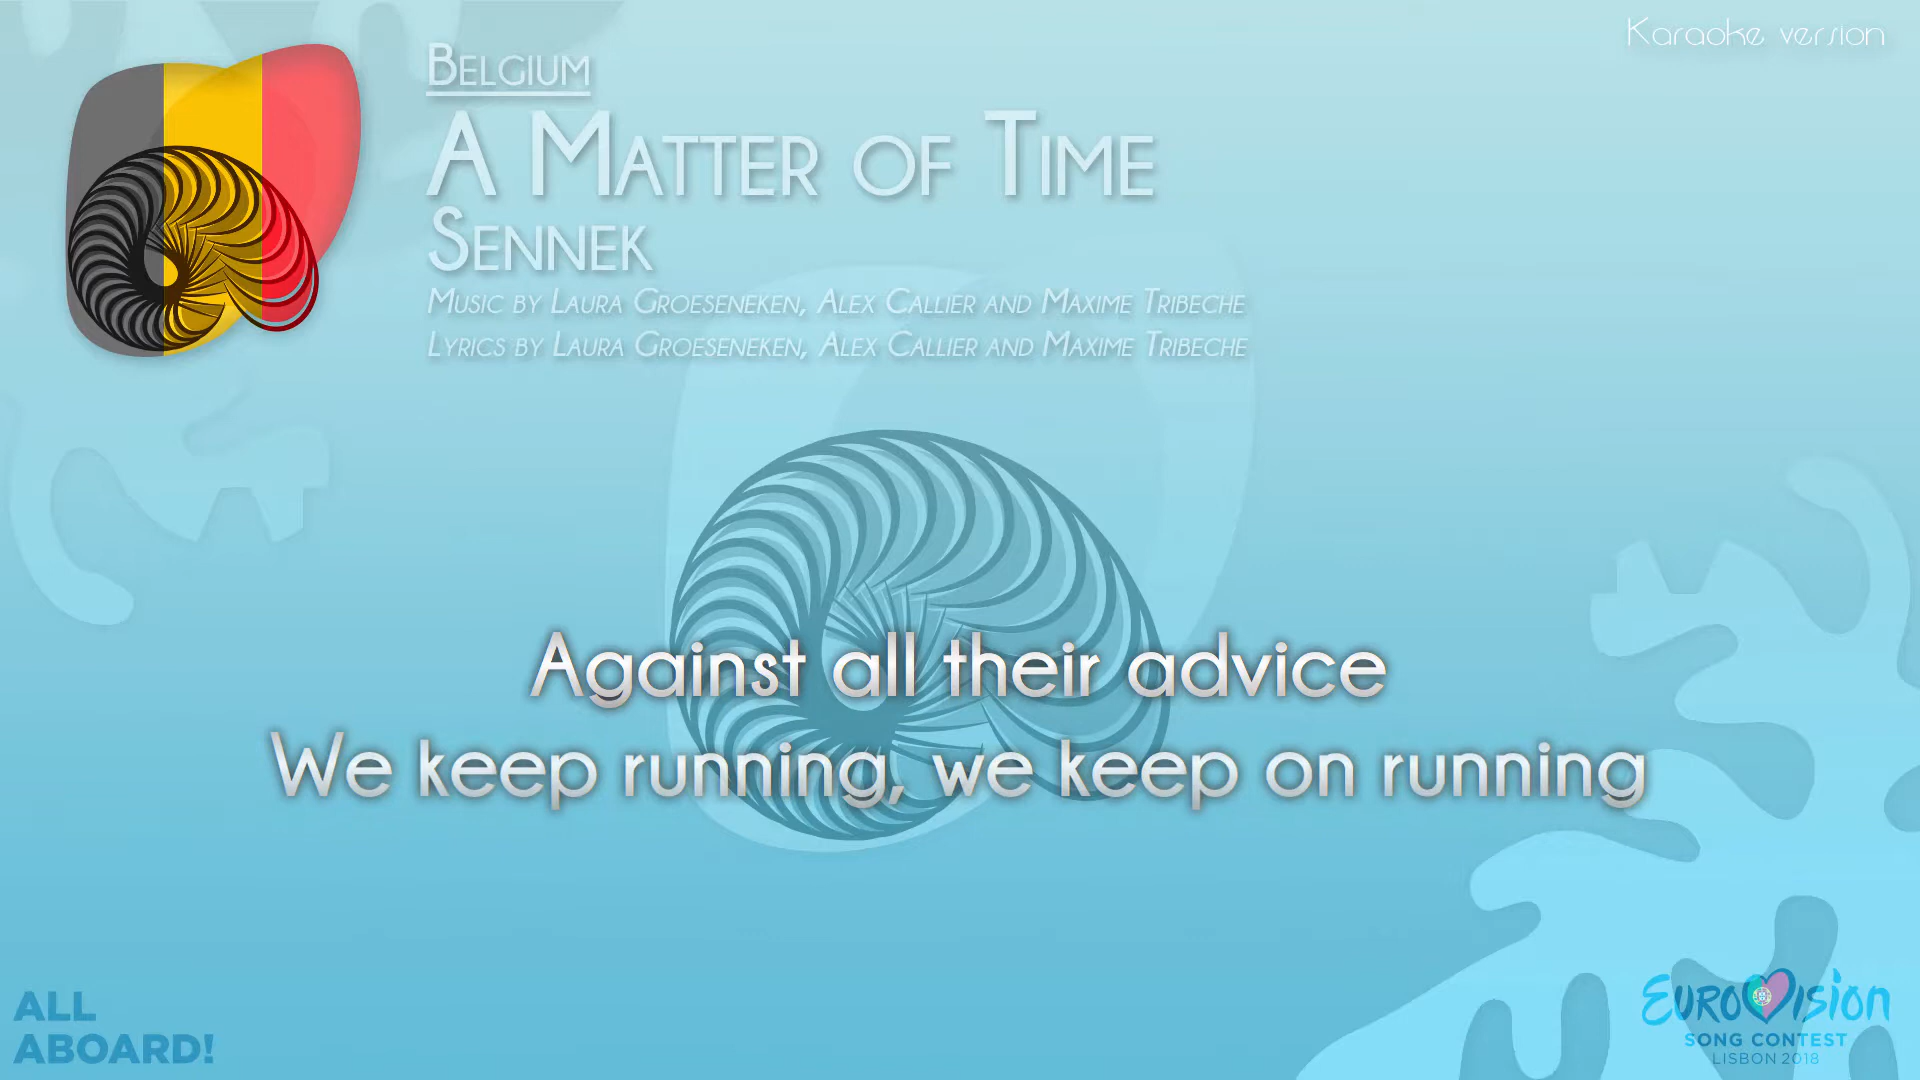 Karaoke version
Belgium
A Matter of Time
Sennek
Music by Laura Groeseneken, Alex Callier and Maxime Tribeche
Lyrics by Laura Groeseneken, Alex Callier and Maxime Tribeche
Against all their advice
We keep running, we keep on running
ALL
ABOARD!
EUROVISION
SONG CONTEST
LISBON 2018